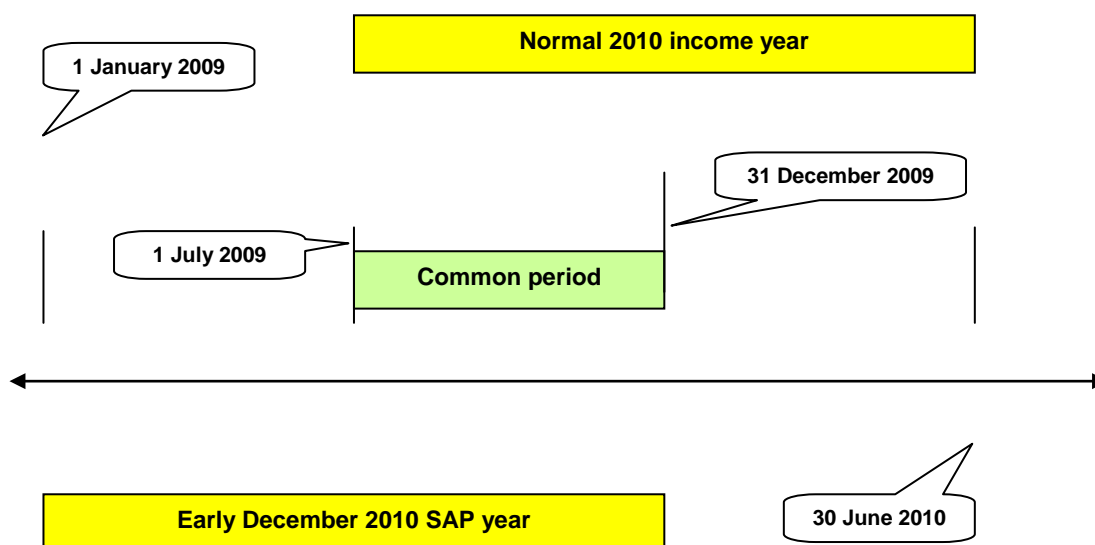 Normal 2010 income year
1 January 2009
31 December 2009
1 July 2009
Common period
Early December 2010 SAP year
30 June 2010